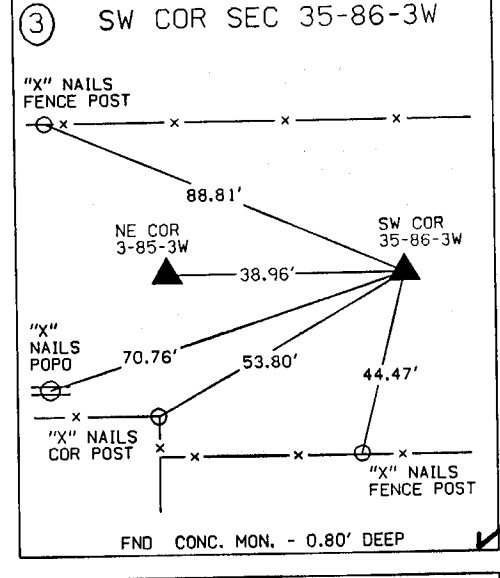 3 SW COR SEC 35-86-3W
"X" NAILS
FENCE POST
88.81'
NE COR
3-85-3W
SW COR
35-86-3W
38.96'
"X"
NAILS
POPO
70.76'
53.80'
44.47'
"X" NAILS
COR POST
"X" NAILS
FENCE POST
FND CONC. MON. - 0.80' DEEP